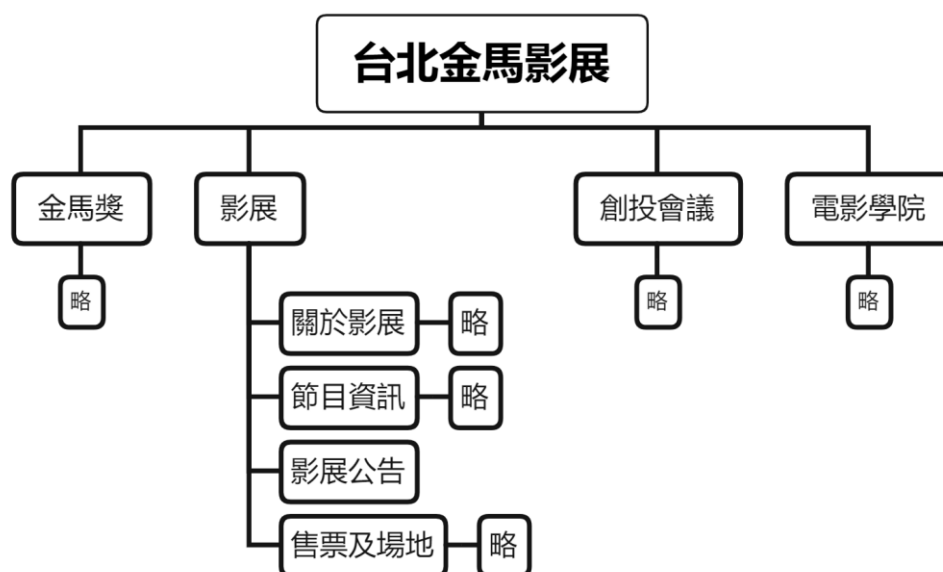 台北金馬影展
金馬獎
影展
創投會議
電影學院
略
略
略
關於影展
略
節目資訊
略
影展公告
售票及場地
略